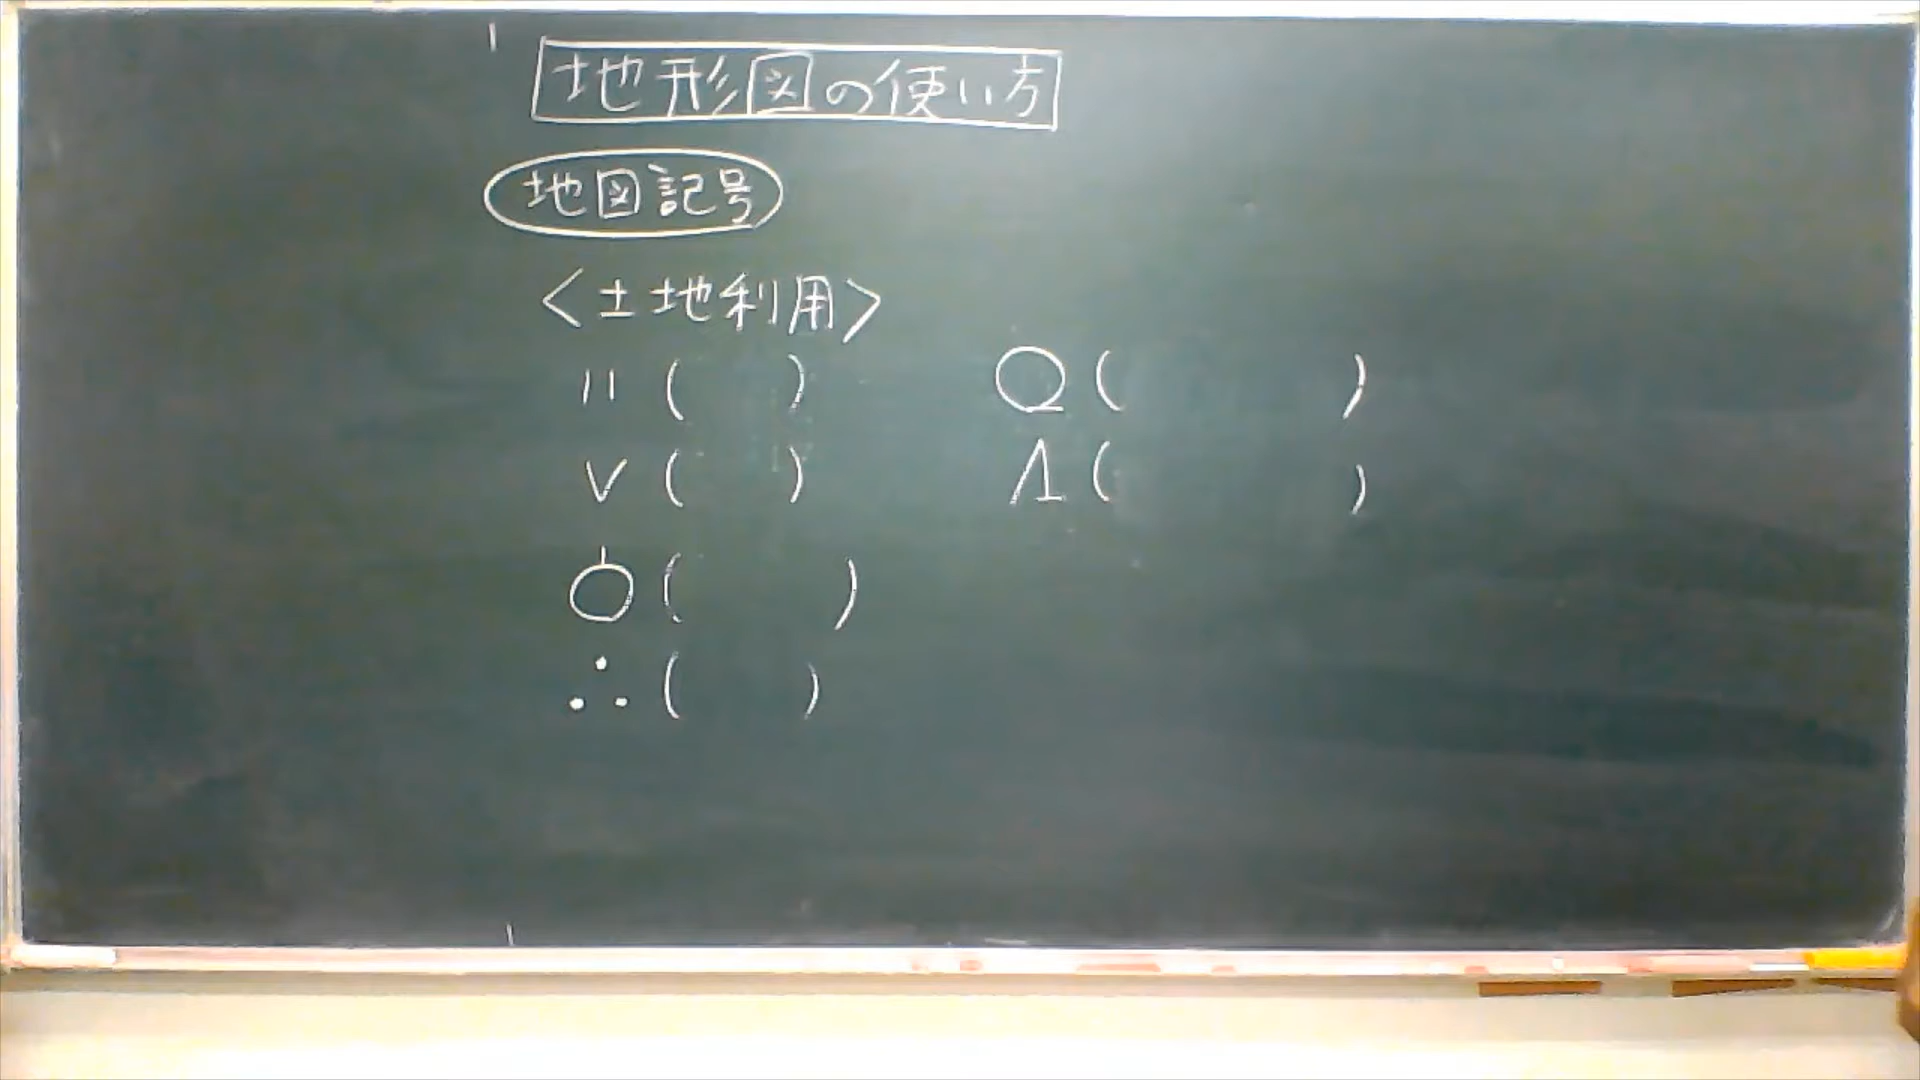 地形図の使い方
地図記号
<土地利用>
〃 ( )
∨ ( )
( )
∴ ( )
( )
( )